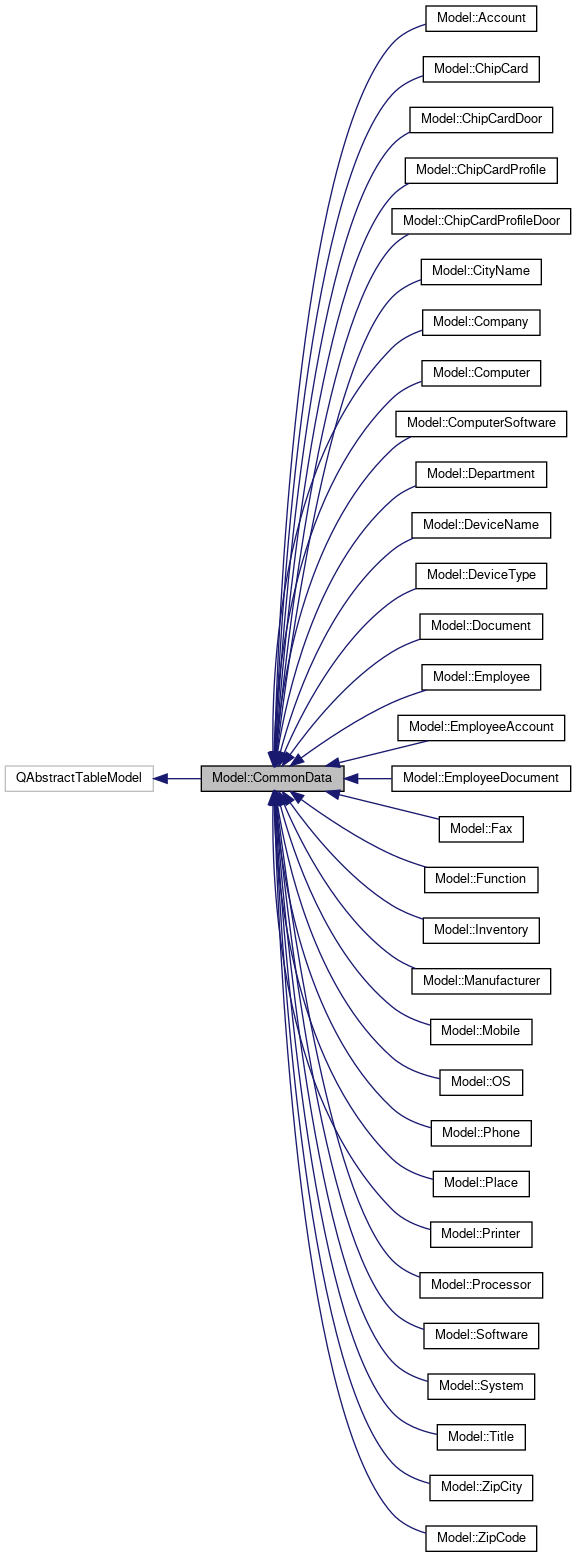 Model::Account
Model::ChipCard
Model::ChipCardDoor
Model::ChipCardProfile
Model::ChipCardProfileDoor
Model::CityName
Model::Company
Model::Computer
Model::ComputerSoftware
Model::Department
Model::DeviceName
Model::DeviceType
Model::Document
Model::Employee
Model::EmployeeAccount
QAbstractTableModel
Model::CommonData
Model::EmployeeDocument
Model::Fax
Model::Function
Model::Inventory
Model::Manufacturer
Model::Mobile
Model::OS
Model::Phone
Model::Place
Model::Printer
Model::Processor
Model::Software
Model::System
Model::Title
Model::ZipCity
Model::ZipCode